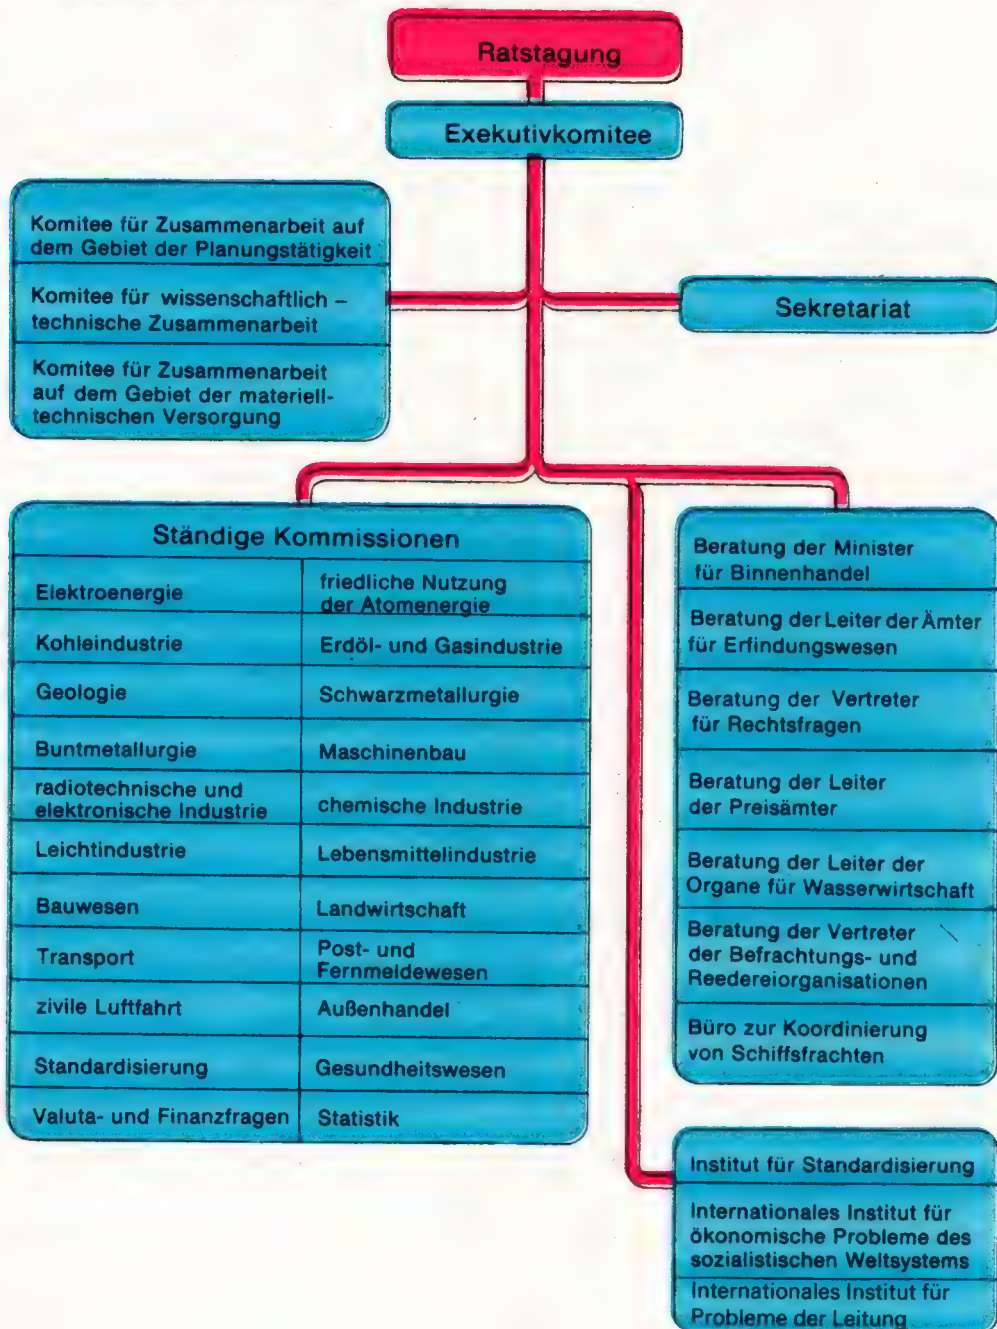 Ratstagung
Exekutivkomitee
Komitee für Zusammenarbeit auf
dem Gebiet der Planungstätigkeit
Komitee für wissenschaftlich –
technische Zusammenarbeit
Komitee für Zusammenarbeit
auf dem Gebiet der materiell-
technischen Versorgung
Sekretariat
Ständige Kommissionen
Elektroenergie
friedliche Nutzung
der Atomenergie
Kohleindustrie
Erdöl- und Gasindustrie
Geologie
Schwarzmetallurgie
Buntmetallurgie
Maschinenbau
radiotechnische und
elektronische Industrie
chemische Industrie
Leichtindustrie
Lebensmittelindustrie
Bauwesen
Landwirtschaft
Transport
Post- und
Fernmeldewesen
zivile Luftfahrt
Außenhandel
Standardisierung
Gesundheitswesen
Valuta- und Finanzfragen
Statistik
Beratung der Minister
für Binnenhandel
Beratung der Leiter der Ämter
für Erfindungswesen
Beratung der Vertreter
für Rechtsfragen
Beratung der Leiter
der Preisämter
Beratung der Leiter der
Organe für Wasserwirtschaft
Beratung der Vertreter
der Befrachtungs- und
Reedereiorganisationen
Büro zur Koordinierung
von Schiffsfrachten
Institut für Standardisierung
Internationales Institut für
ökonomische Probleme des
sozialistischen Weltsystems
Internationales Institut für
Probleme der Leitung